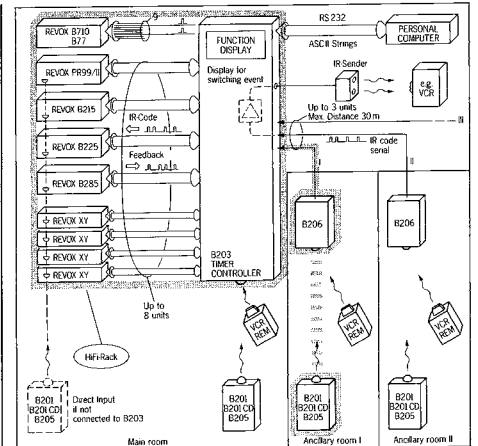 REVOX B710
B77
REVOX PR99/II
REVOX B215
REVOX B225
REVOX B285
REVOX XY
REVOX XY
REVOX XY
REVOX XY
9
FUNCTION
DISPLAY
Display for
switching event
IR-Code
Feedback
B203
TIMER
CONTROLLER
Up to
8 units
HiFi-Rack
RS 232
ASCII Strings
PERSONAL
COMPUTER
IR-Sender
e.g.
VCR
Up to 3 units
Max. Distance 30 m
III
IR code
serial
I
II
B206
B206
VCR
REM
VCR
REM
VCR
REM
B201
B201 CD
B205
Direct Input
if not
connected to B203
B201
B201 CD
B205
B201
B201 CD
B205
B201
B201 CD
B205
Main room
Ancillary room I
Ancillary room II